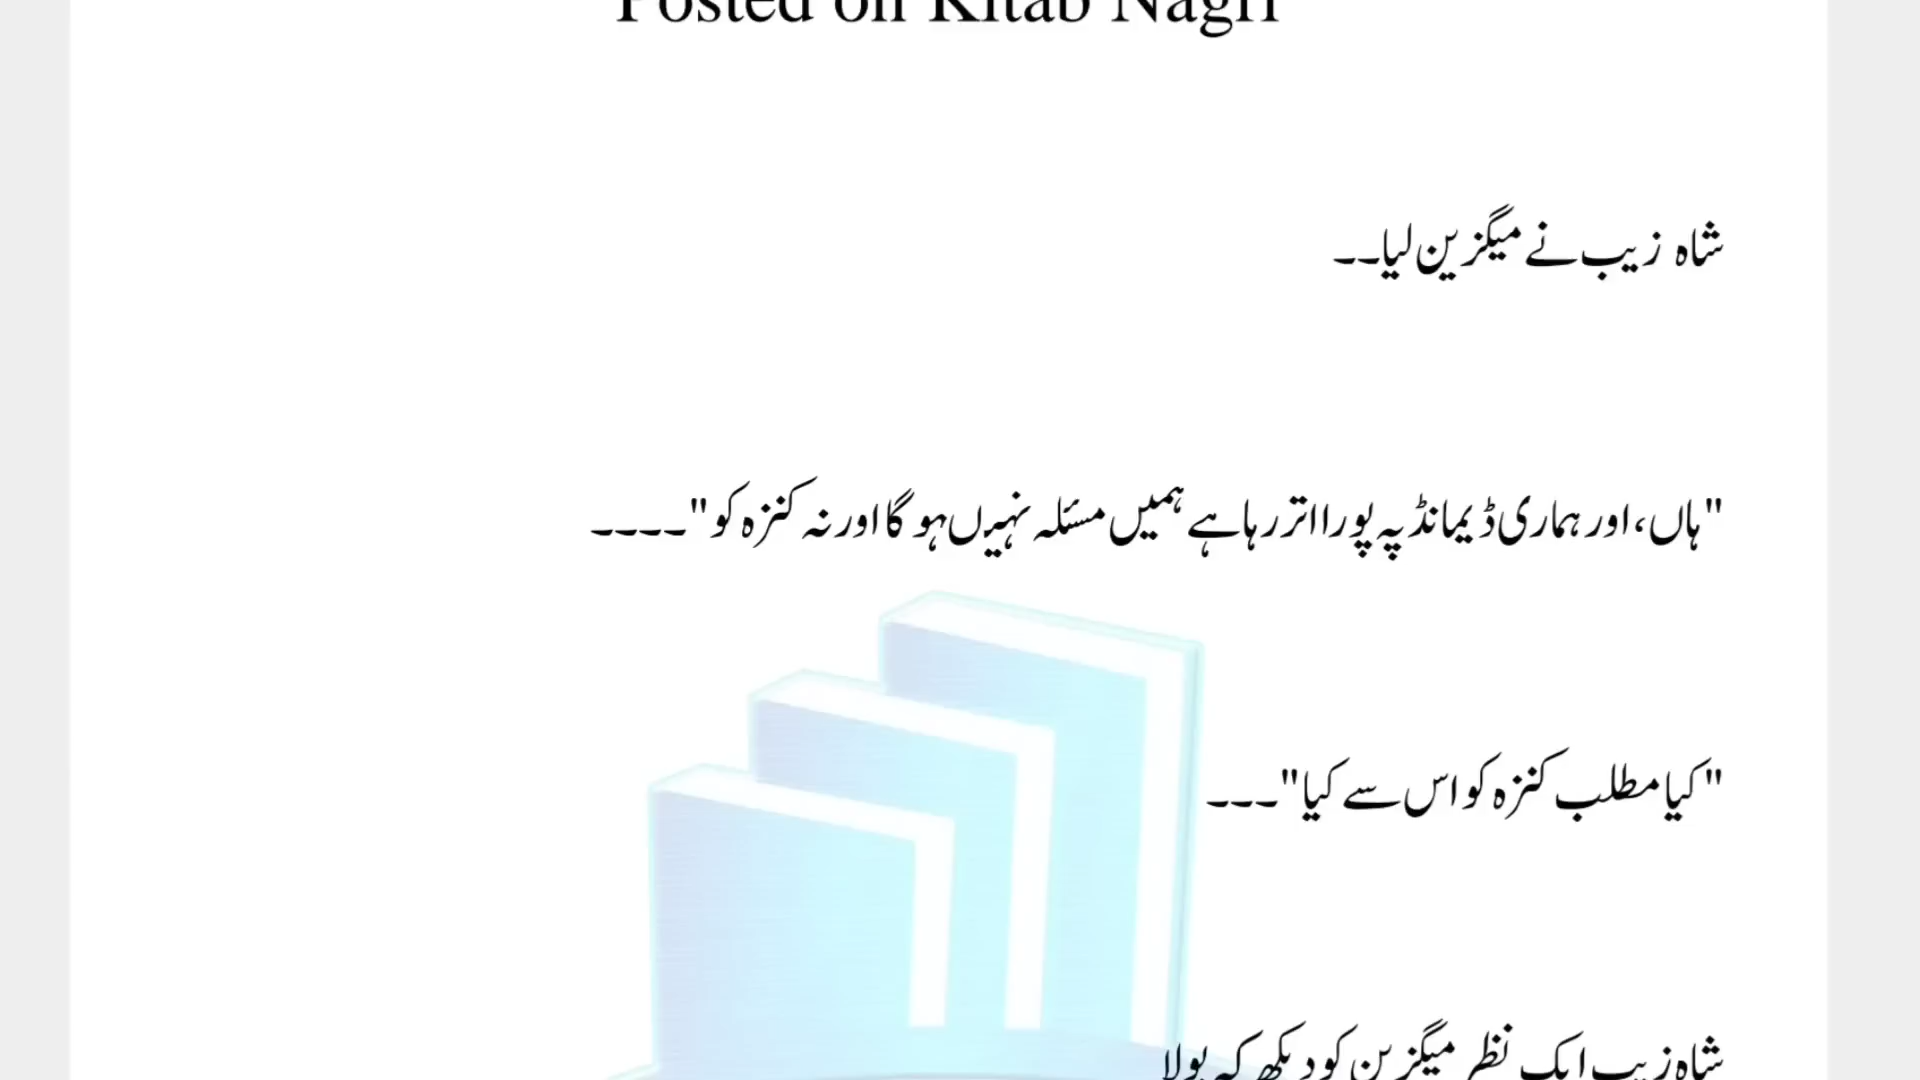 Posted on Kitab Nagri
شاہ زیب نے میگزین لیا۔۔
"ہاں، اور ہماری ڈیمانڈ پہ پورا اتر رہا ہے ہمیں مسئلہ نہیں ہو گا اور نہ کنزہ کو"۔۔۔۔
"کیا مطلب کنزہ کو اس سے کیا"۔۔۔
شاہ زیب ایک نظر میگزین کو دیکھ کہ بولا